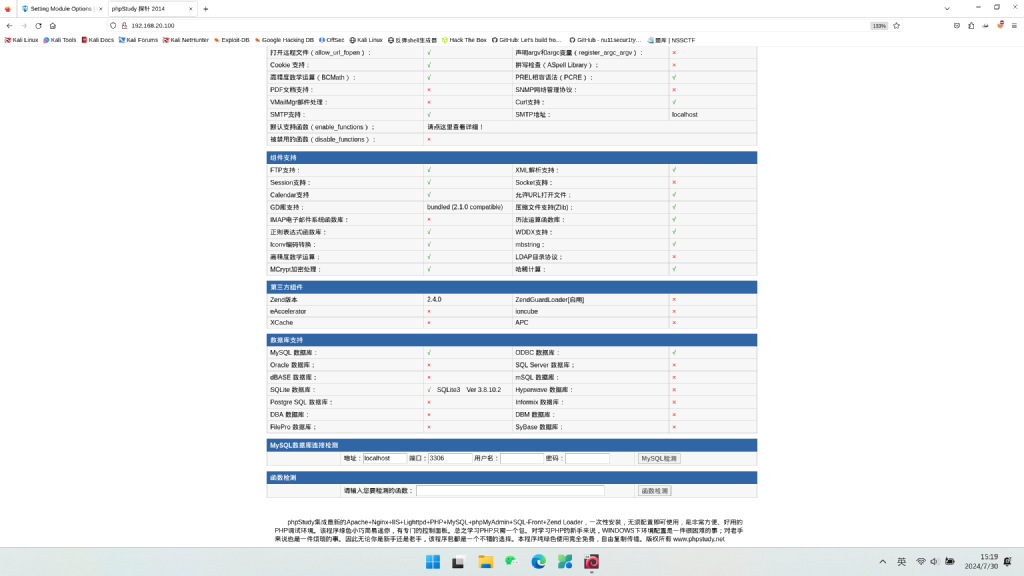 Setting Module Options | ×
phpStudy 探针 2014 ×
192.168.20.100
133%
Kali Linux Kali Tools Kali Docs Kali Forums Kali NetHunter Exploit-DB Google Hacking DB OffSec Kali Linux 反弹shell生成器 Hack The Box GitHub: Let's build fro... GitHub - nu11secur1ty... 题库 | NSSCTF
打开远程文件（allow_url_fopen）： √ 声明argv和argc变量（register_argc_argv）： ×
Cookie 支持： √ 拼写检查（ASpell Library）： ×
高精度数学运算（BCMath）： √ PREL相容语法（PCRE）： √
PDF文档支持： × SNMP网络管理协议： ×
VMailMgr邮件处理： × Curl支持： √
SMTP支持： √ SMTP地址： localhost
默认支持函数（enable_functions）： 请点这里查看详细！
被禁用的函数（disable_functions）： ×
组件支持
FTP支持： √ XML解析支持： √
Session支持： √ Socket支持： ×
Calendar支持 √ 允许URL打开文件： √
GD库支持： bundled (2.1.0 compatible) 压缩文件支持(Zlib)： √
IMAP电子邮件系统函数库： × 历法运算函数库： √
正则表达式函数库： √ WDDX支持： √
Iconv编码转换： √ mbstring： √
高精度数学运算： √ LDAP目录协议： ×
MCrypt加密处理： √ 哈稀计算： √
第三方组件
Zend版本 2.4.0 ZendGuardLoader[启用] ×
eAccelerator × ioncube ×
XCache × APC ×
数据库支持
MySQL 数据库： √ ODBC 数据库： √
Oracle 数据库： × SQL Server 数据库： ×
dBASE 数据库： × mSQL 数据库： ×
SQLite 数据库： √ SQLite3 Ver 3.8.10.2 Hyperwave 数据库： ×
Postgre SQL 数据库： × Informix 数据库： ×
DBA 数据库： × DBM 数据库： ×
FilePro 数据库： × SyBase 数据库： ×
MySQL数据库连接检测
地址： localhost 端口： 3306 用户名： 密码： MySQL检测
函数检测
请输入您要检测的函数： 函数检测
phpStudy集成最新的Apache+Nginx+IIS+Lighttpd+PHP+MySQL+phpMyAdmin+SQL-Front+Zend Loader，一次性安装，无须配置即可使用，是非常方便、好用的
PHP调试环境。该程序绿色小巧简易迷你，有专门的控制面板。总之学习PHP只需一个包。对学习PHP的新手来说，WINDOWS下环境配置是一件很困难的事；对老手
来说也是一件烦琐的事。因此无论你是新手还是老手，该程序包都是一个不错的选择。本程序纯绿色使用完全免费，自由复制传播。版权所有 www.phpstudy.net
英
15:19
2024/7/30